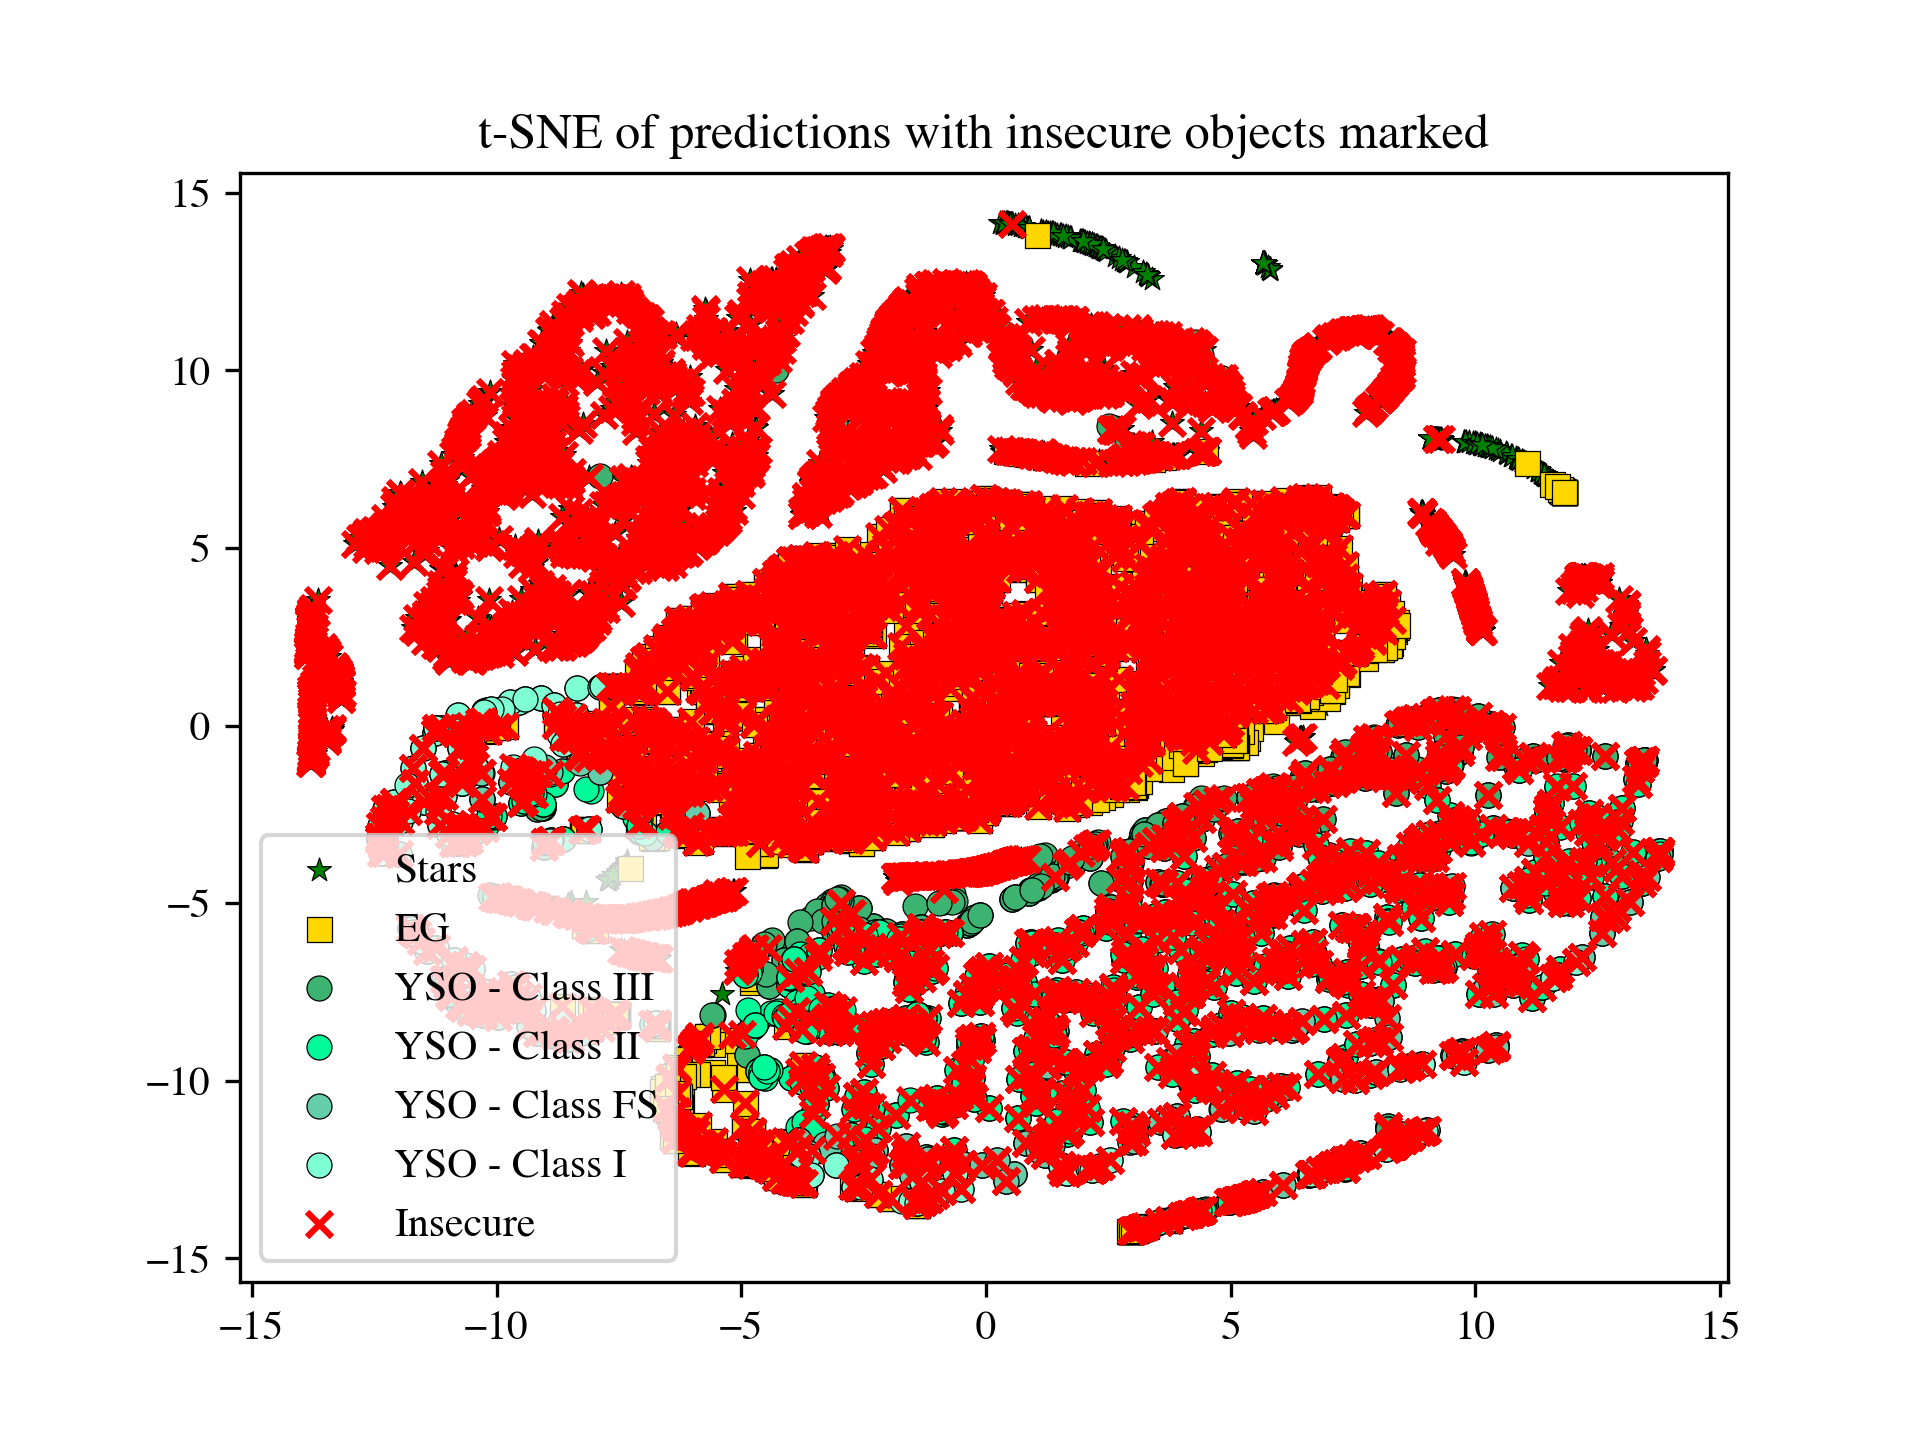 t-SNE of predictions with insecure objects marked
15
10
5
0
−5
−10
−15
Stars
EG
YSO - Class III
YSO - Class II
YSO - Class FS
YSO - Class I
Insecure
−15 −10 −5 0 5 10 15